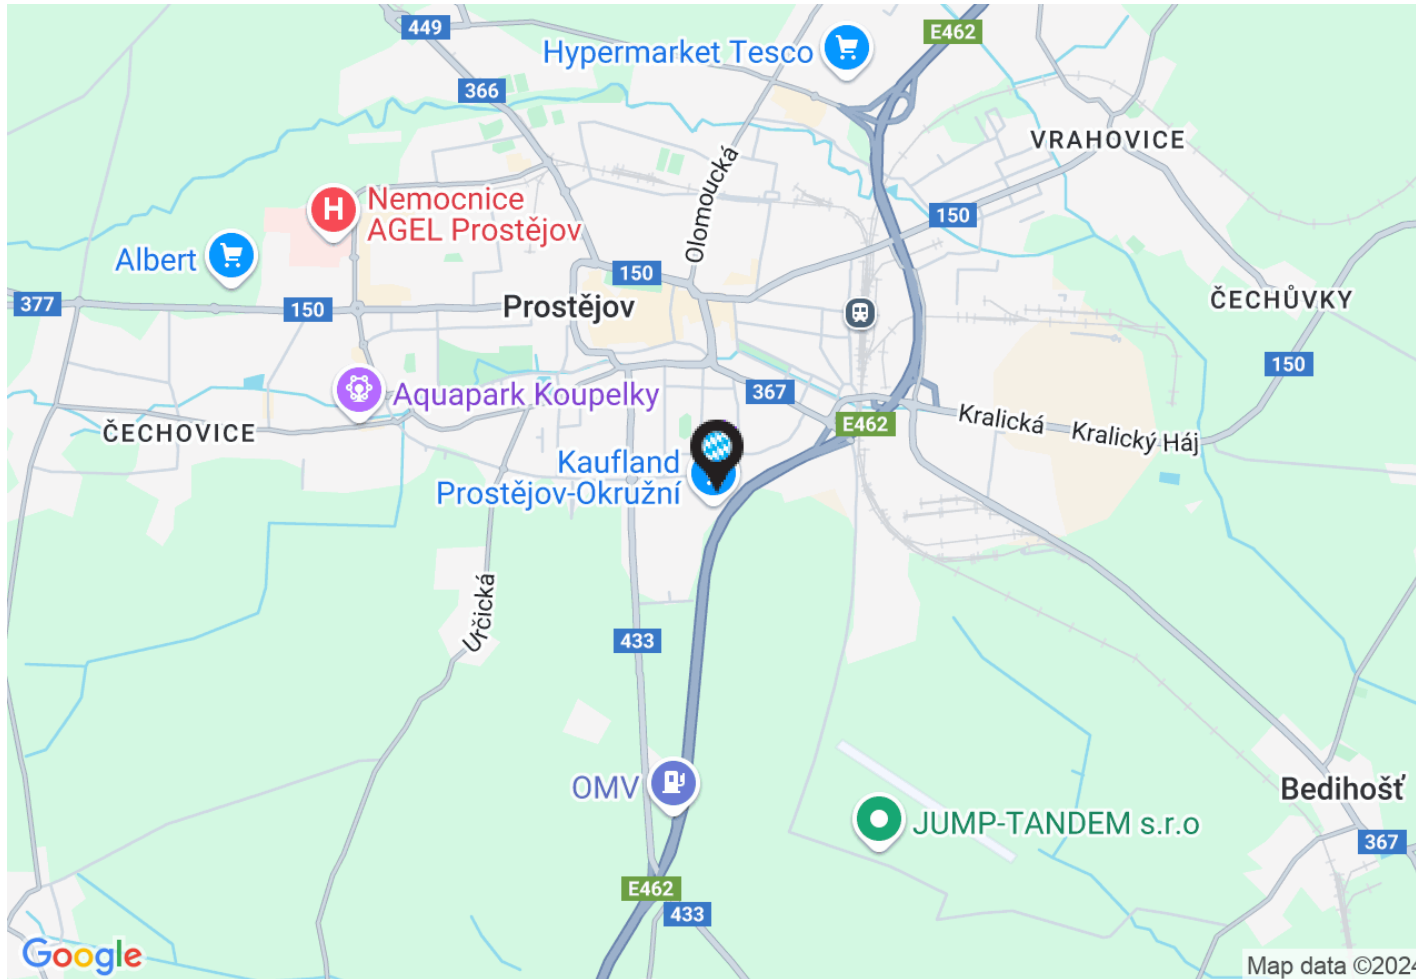 449
E462
Hypermarket Tesco
366
VRAHOVICE
Olomoucká
Nemocnice
AGEL Prostějov
150
Albert
150
377
150
Prostějov
ČECHŮVKY
150
Aquapark Koupelky
367
ČECHOVICE
E462
Kralická
Kralický Háj
Kaufland
Prostějov-Okružní
Určická
433
OMV
Bedihošť
JUMP-TANDEM s.r.o
367
E462
433
Google
Map data ©2024